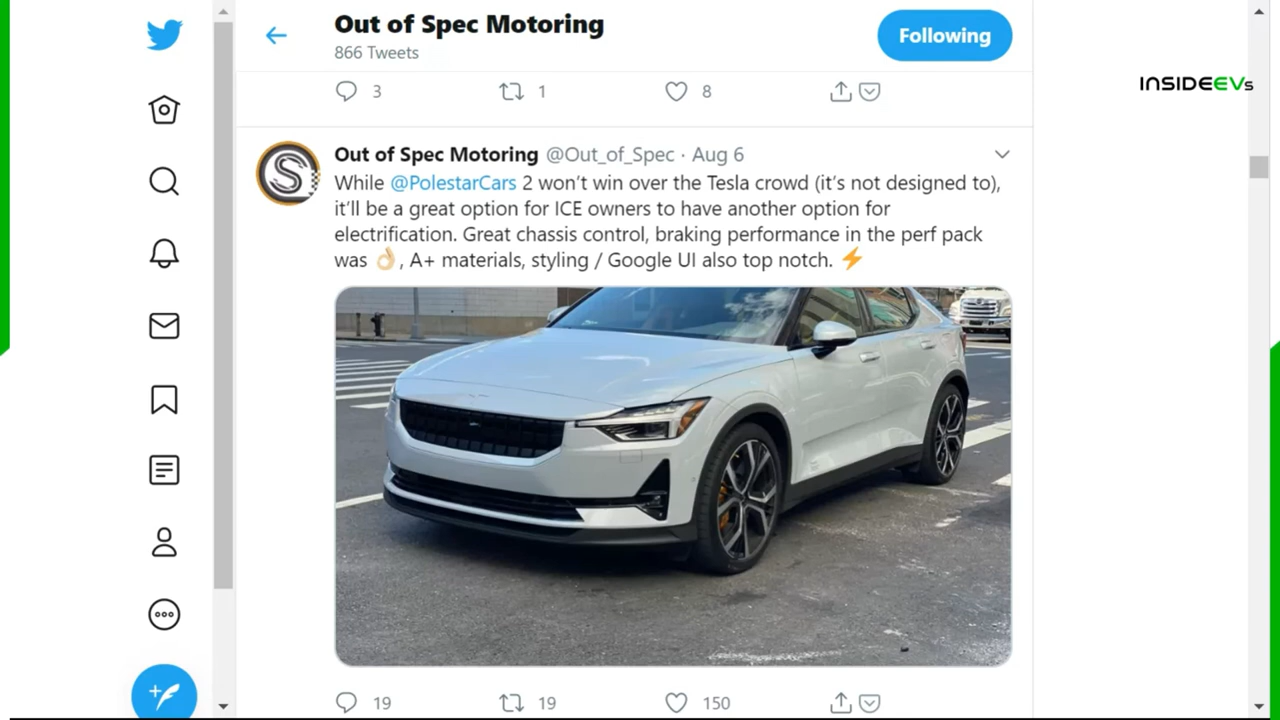 Out of Spec Motoring
866 Tweets
Following
INSIDEEVs
3 1 8
Out of Spec Motoring @Out_of_Spec · Aug 6
While @PolestarCars 2 won't win over the Tesla crowd (it's not designed to),
it'll be a great option for ICE owners to have another option for
electrification. Great chassis control, braking performance in the perf pack
was 👌🏼, A+ materials, styling / Google UI also top notch. ⚡
19 19 150